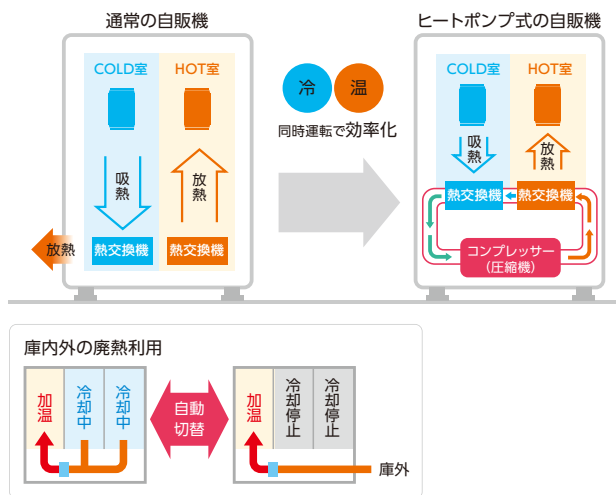 通常の自販機
COLD室
HOT室
吸熱
放熱
放熱
熱交換機
熱交換機
冷
温
同時運転で効率化
ヒートポンプ式の自販機
COLD室
HOT室
吸熱
放熱
熱交換機
熱交換機
コンプレッサー
(圧縮機)
庫内外の廃熱利用
加温
冷却中
冷却中
自動
切替
加温
冷却停止
冷却停止
庫外